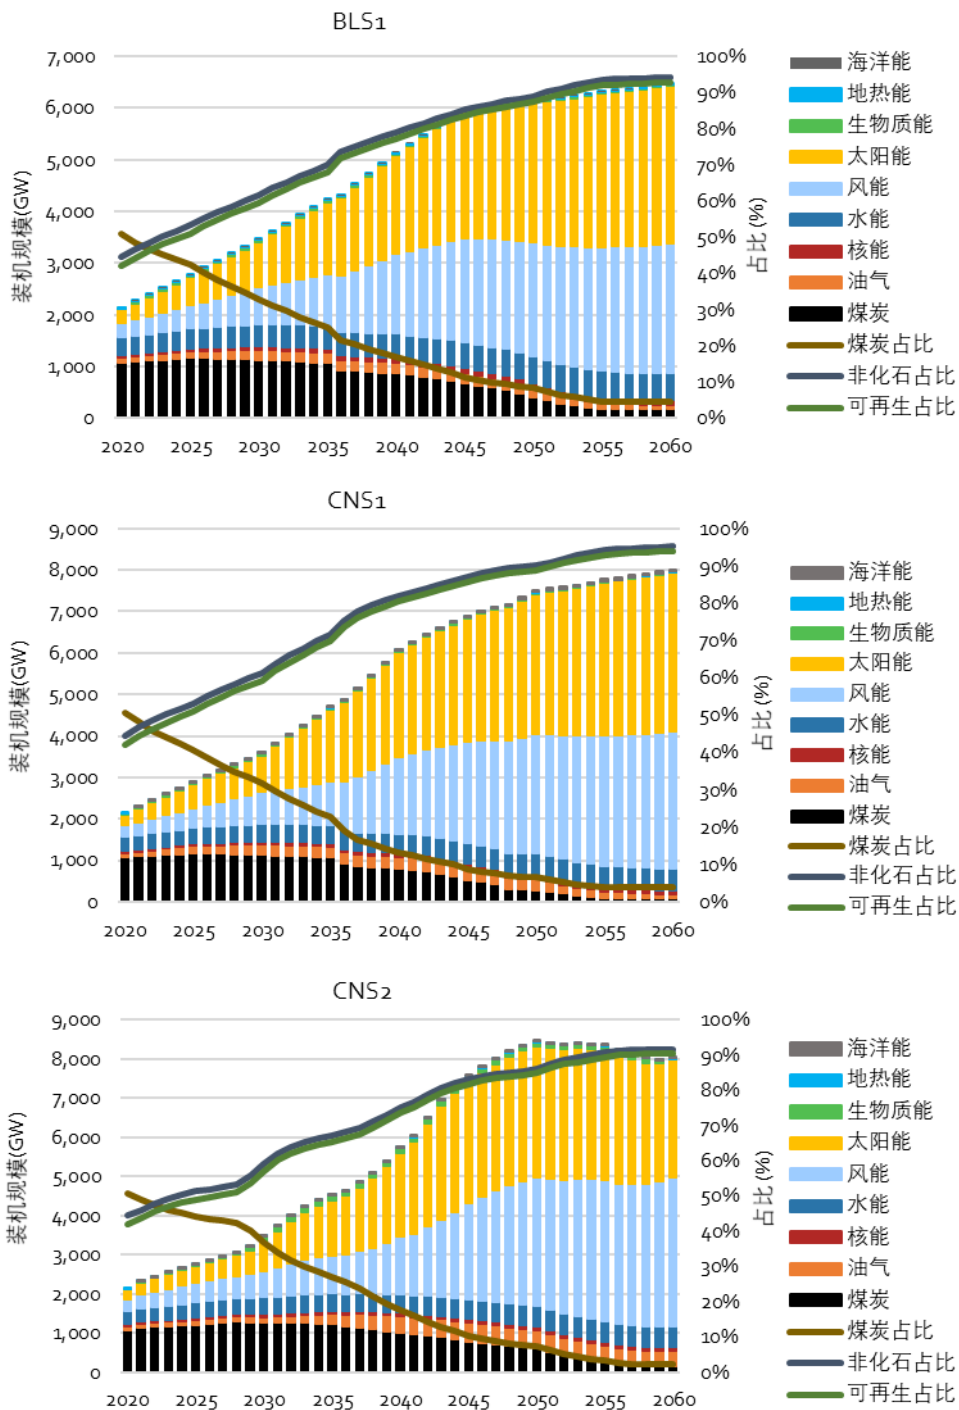 BLS1
7,000
6,000
5,000
4,000
3,000
2,000
1,000
0
装机规模(GW)
100%
90%
80%
70%
60%
50%
40%
30%
20%
10%
0%
占比(%)
2020 2025 2030 2035 2040 2045 2050 2055 2060
海洋能
地热能
生物质能
太阳能
风能
水能
核能
油气
煤炭
煤炭占比
非化石占比
可再生占比
CNS1
9,000
8,000
7,000
6,000
5,000
4,000
3,000
2,000
1,000
0
装机规模(GW)
100%
90%
80%
70%
60%
50%
40%
30%
20%
10%
0%
占比(%)
2020 2025 2030 2035 2040 2045 2050 2055 2060
海洋能
地热能
生物质能
太阳能
风能
水能
核能
油气
煤炭
煤炭占比
非化石占比
可再生占比
CNS2
9,000
8,000
7,000
6,000
5,000
4,000
3,000
2,000
1,000
0
装机规模(GW)
100%
90%
80%
70%
60%
50%
40%
30%
20%
10%
0%
占比(%)
2020 2025 2030 2035 2040 2045 2050 2055 2060
海洋能
地热能
生物质能
太阳能
风能
水能
核能
油气
煤炭
煤炭占比
非化石占比
可再生占比